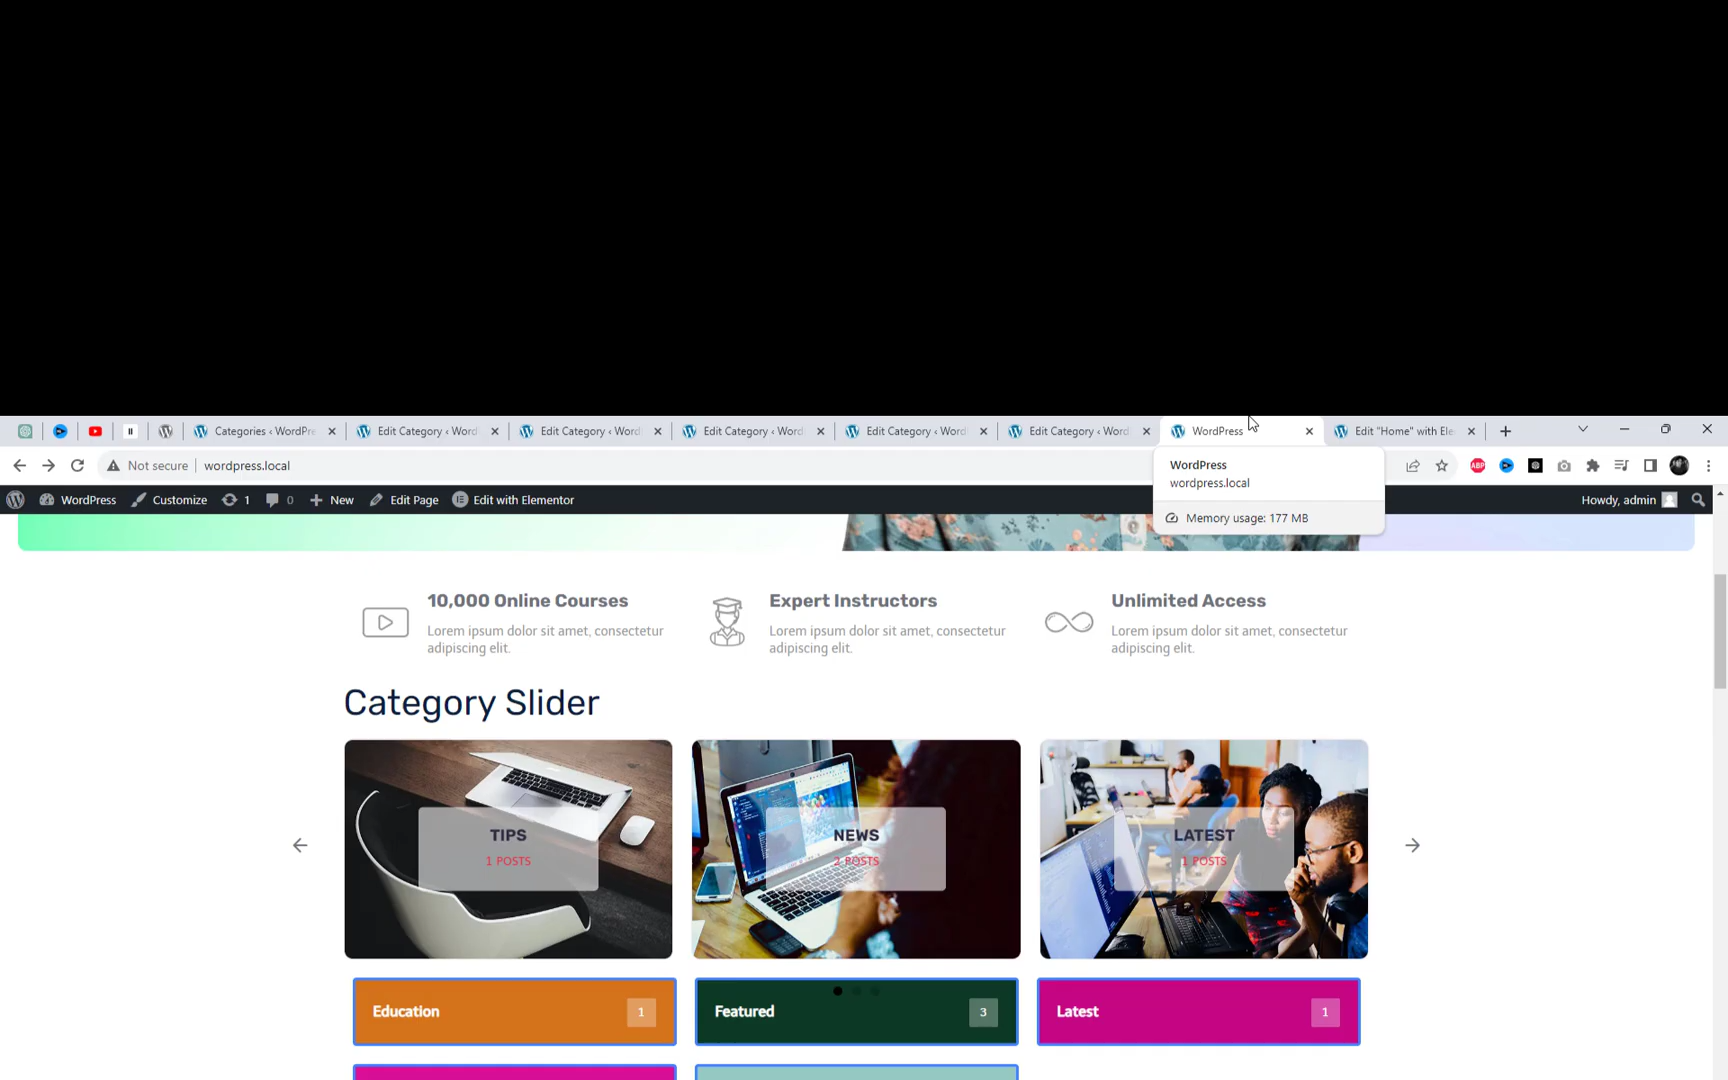 Categories ‹ WordPre
Edit Category ‹ Word
Edit Category ‹ Word
Edit Category ‹ Word
Edit Category ‹ Word
Edit Category ‹ Word
WordPress
Edit "Home" with Ele
Not secure
wordpress.local
ABP
WordPress
wordpress.local
Memory usage: 177 MB
WordPress
Customize
1
0
New
Edit Page
Edit with Elementor
Howdy, admin
10,000 Online Courses
Lorem ipsum dolor sit amet, consectetur
adipiscing elit.
Expert Instructors
Lorem ipsum dolor sit amet, consectetur
adipiscing elit.
Unlimited Access
Lorem ipsum dolor sit amet, consectetur
adipiscing elit.
Category Slider
TIPS
1 POSTS
NEWS
2 POSTS
LATEST
1 POSTS
Education
1
Featured
3
Latest
1